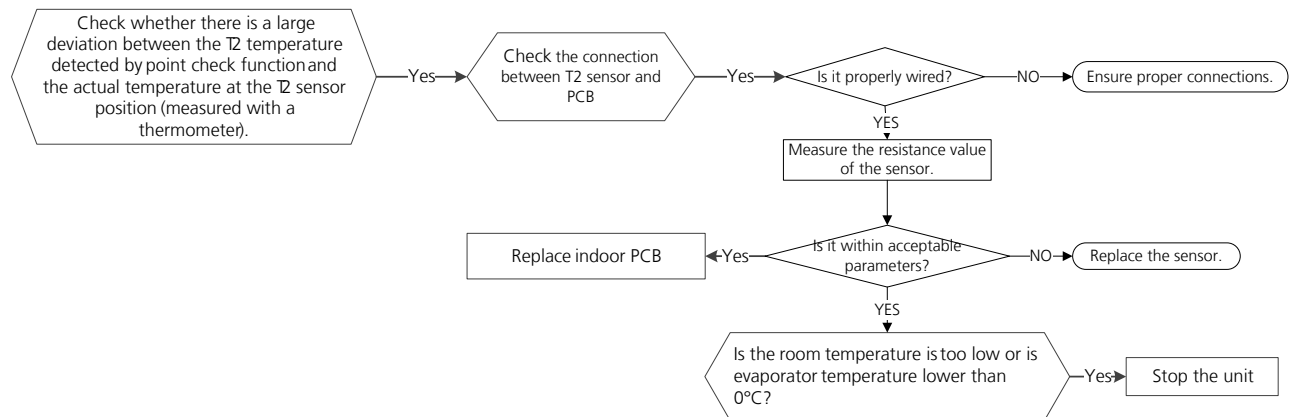 Check whether there is a large
deviation between the T2 temperature
detected by point check function and
the actual temperature at the T2 sensor
position (measured with a
thermometer).
Yes
Check the connection
between T2 sensor and
PCB
Yes
Is it properly wired?
NO
Ensure proper connections.
YES
Measure the resistance value
of the sensor.
Replace indoor PCB
Yes
Is it within acceptable
parameters?
NO
Replace the sensor.
YES
Is the room temperature is too low or is
evaporator temperature lower than
0°C?
Yes
Stop the unit